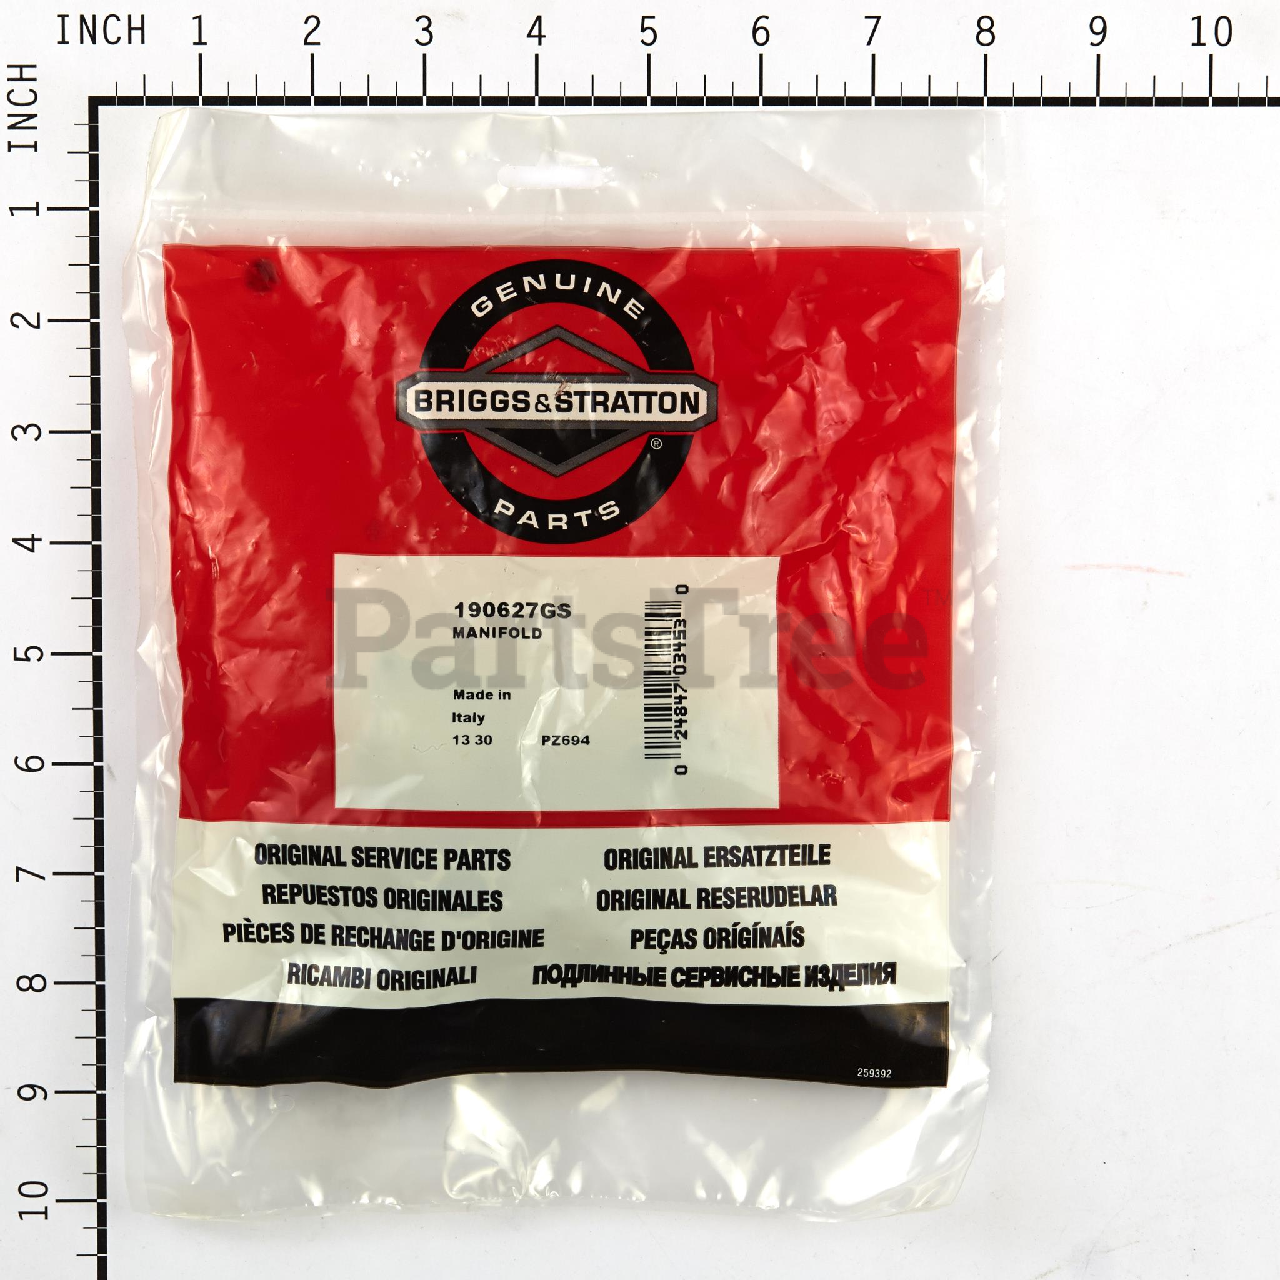 INCH 1 2 3 4 5 6 7 8 9 10
INCH
1
2
3
4
5
6
7
8
9
10
GENUINE
BRIGGS&STRATTON
®
PARTS
190627GS
MANIFOLD
Made in
Italy
13 30 PZ694
0 24847 03453 0
PartsTree™
ORIGINAL SERVICE PARTS ORIGINAL ERSATZTEILE
REPUESTOS ORIGINALES ORIGINAL RESERUDELAR
PIÈCES DE RECHANGE D'ORIGINE PEÇAS ORÍGÍNAÍS
RICAMBI ORIGINALI ПОДЛИННЫЕ СЕРВИСНЫЕ ИЗДЕЛИЯ
259392